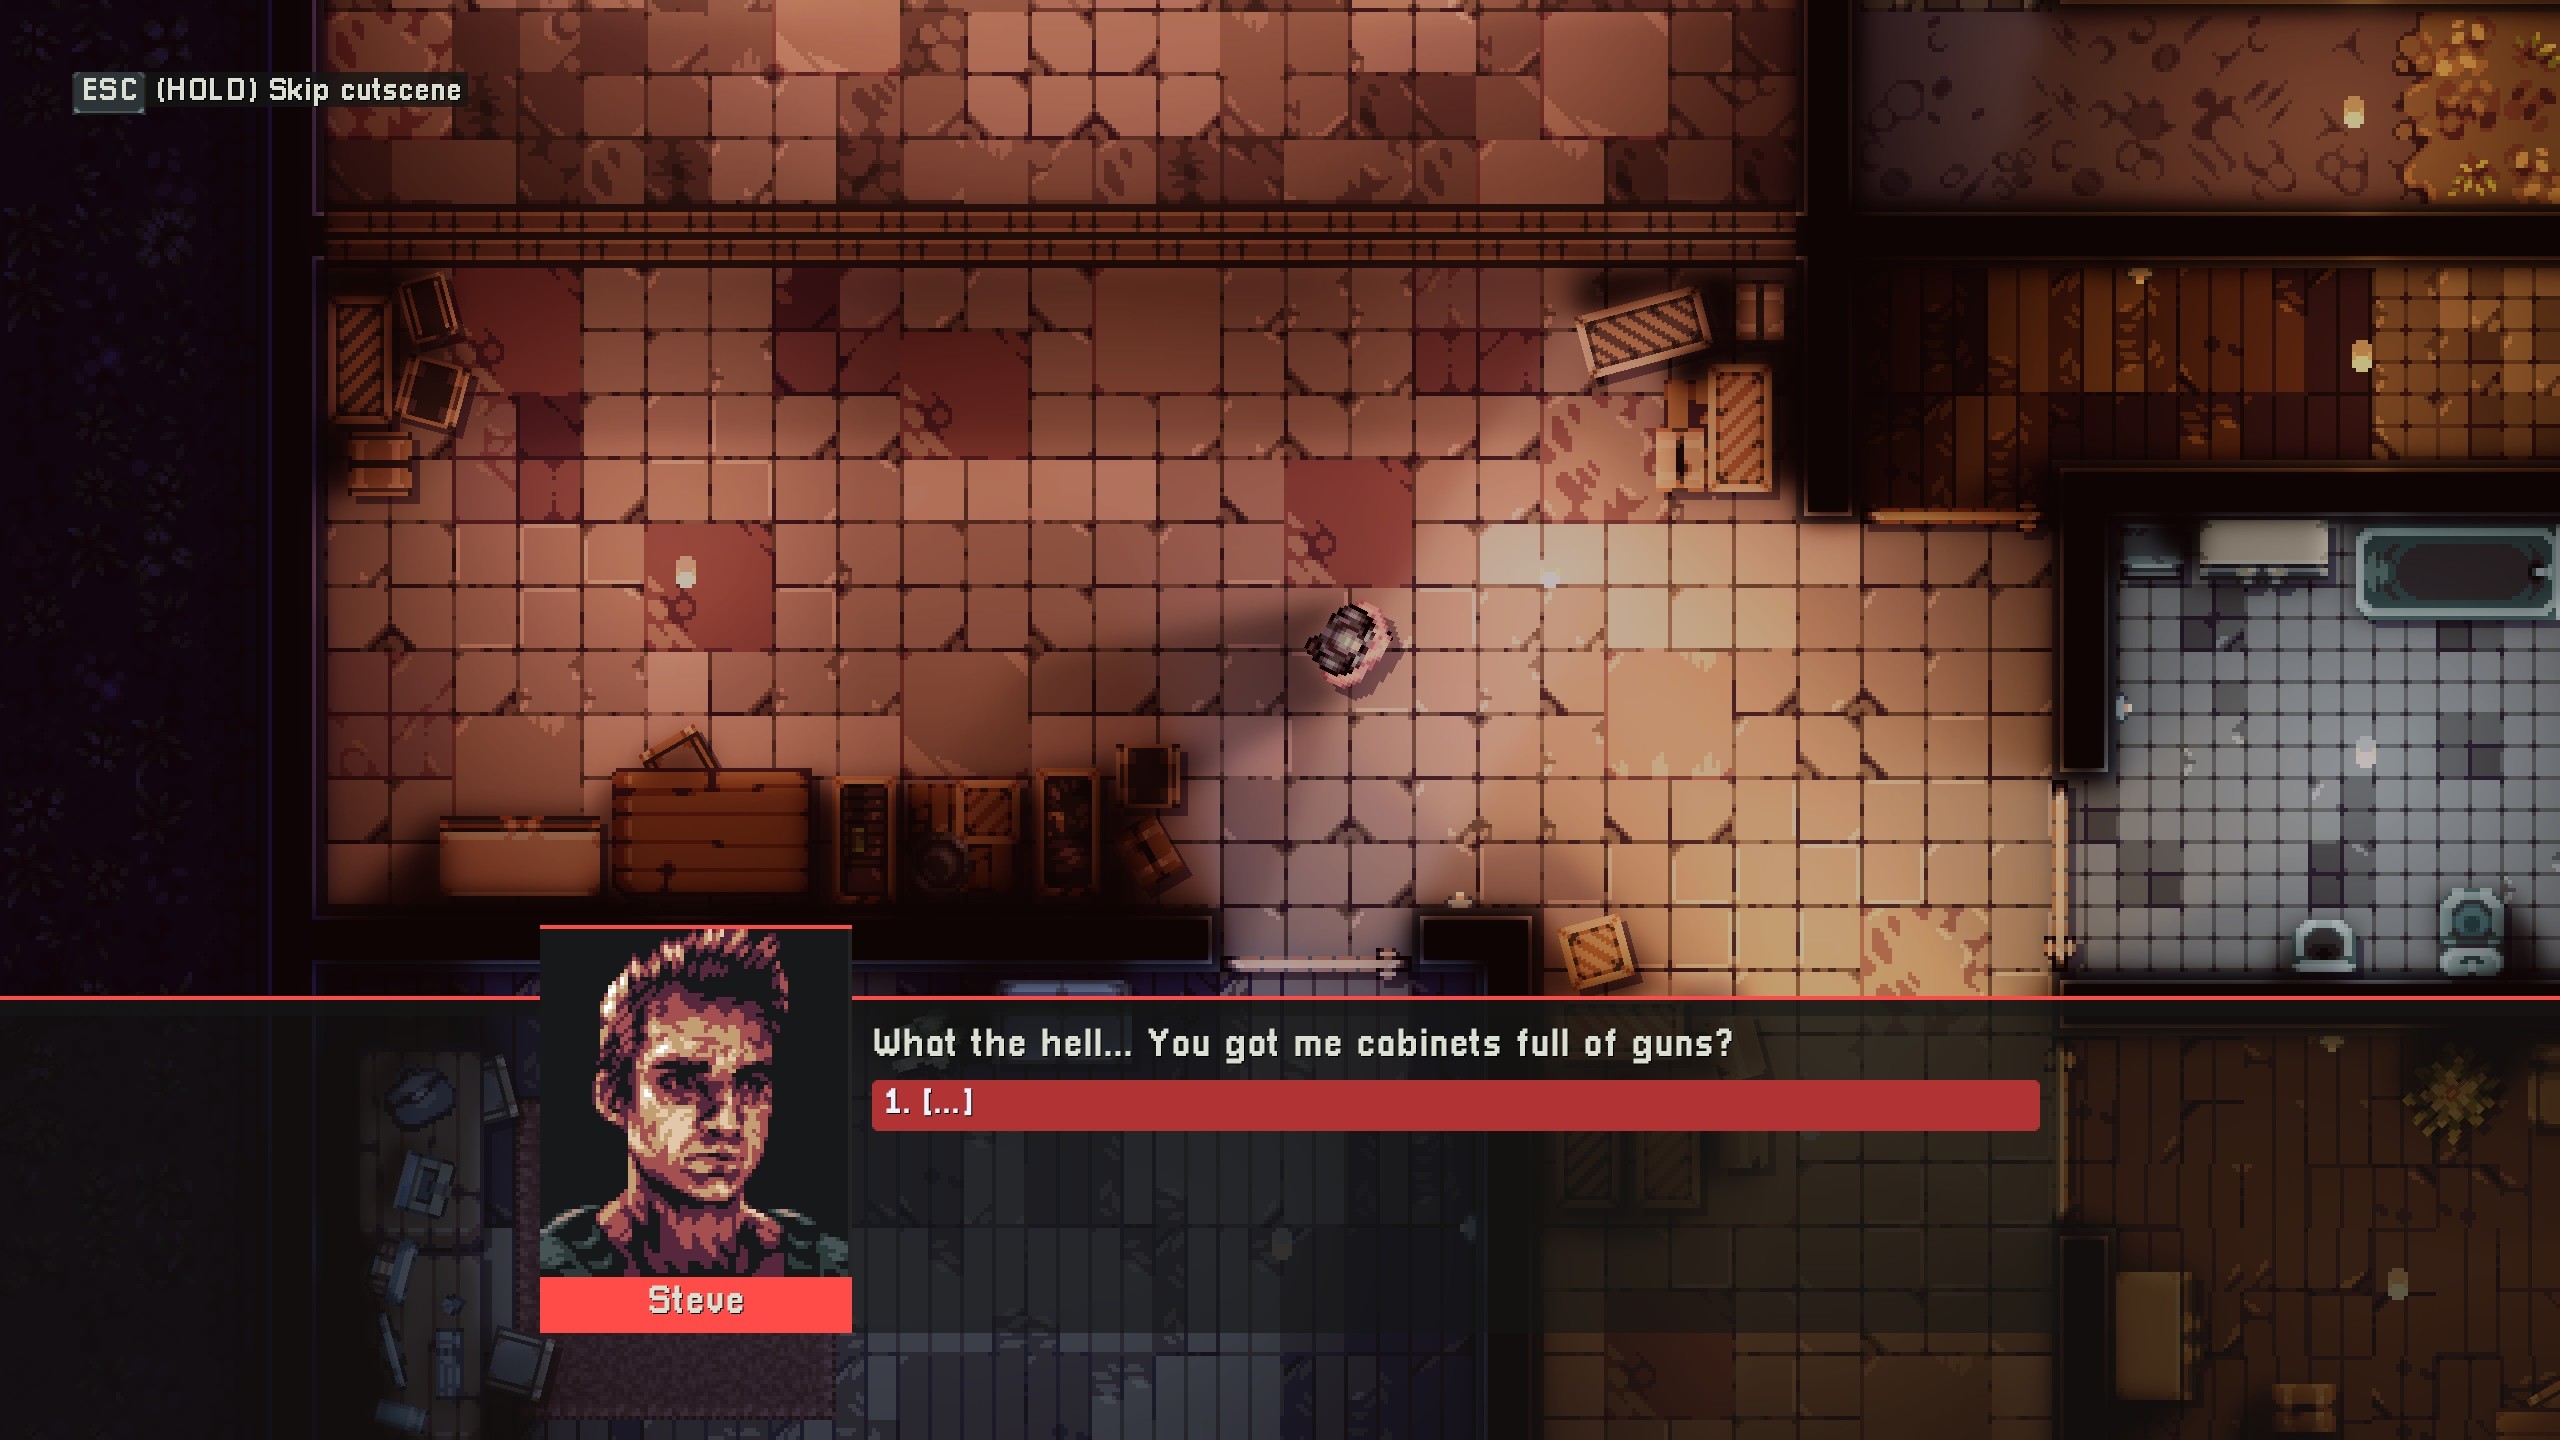 ESC (HOLD) Skip cutscene
What the hell... You got me cabinets full of guns?
1. [...]
Steve